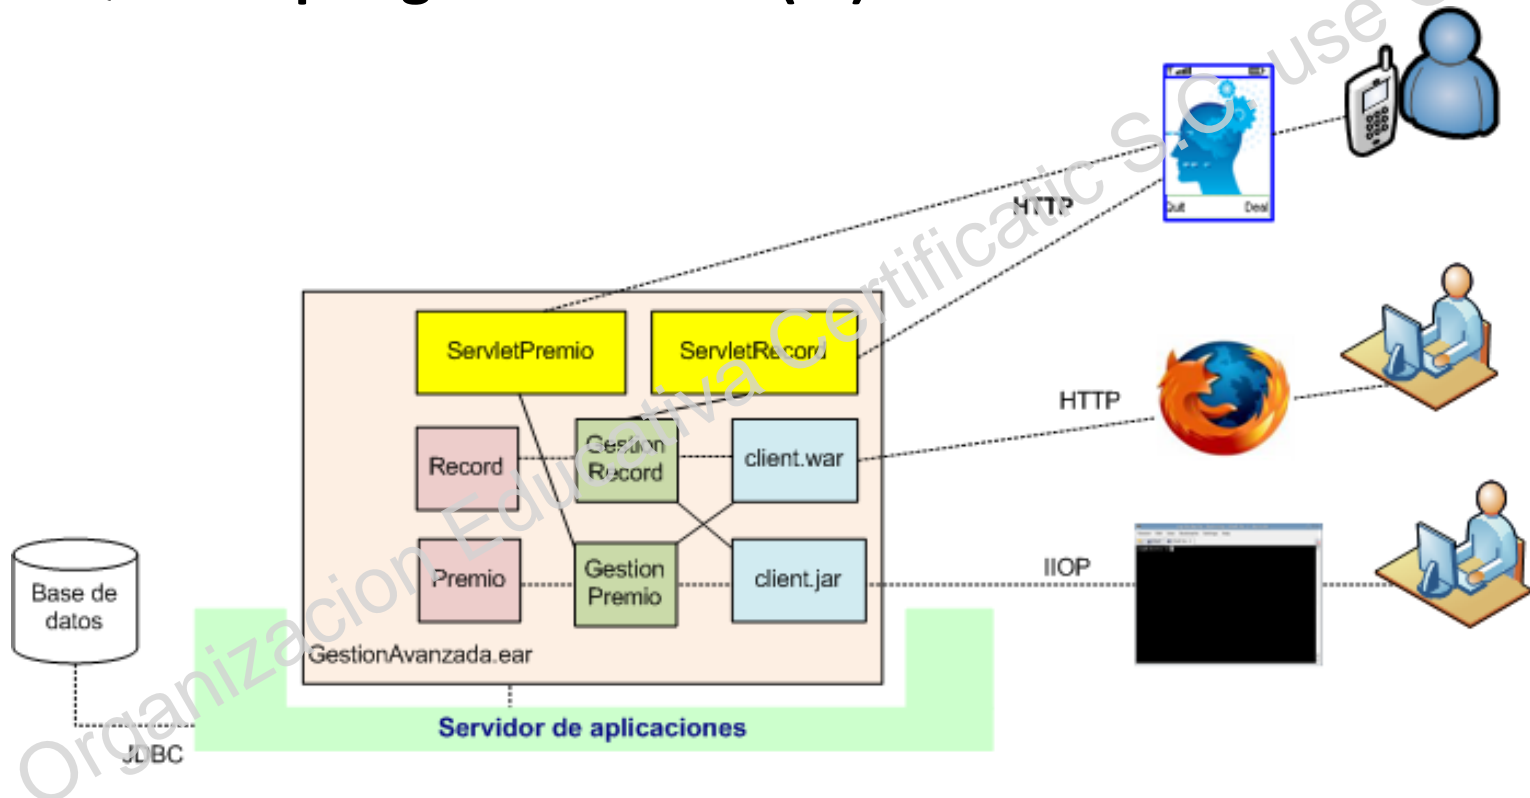 HTTP
ServletPremio
ServletRecord
HTTP
Record
Gestion
Record
client.war
Premio
Gestion
Premio
client.jar
IIOP
Base de
datos
GestionAvanzada.ear
Servidor de aplicaciones
JDBC
Quit
Deal
Organizacion Educativa Certificatic S.C. use